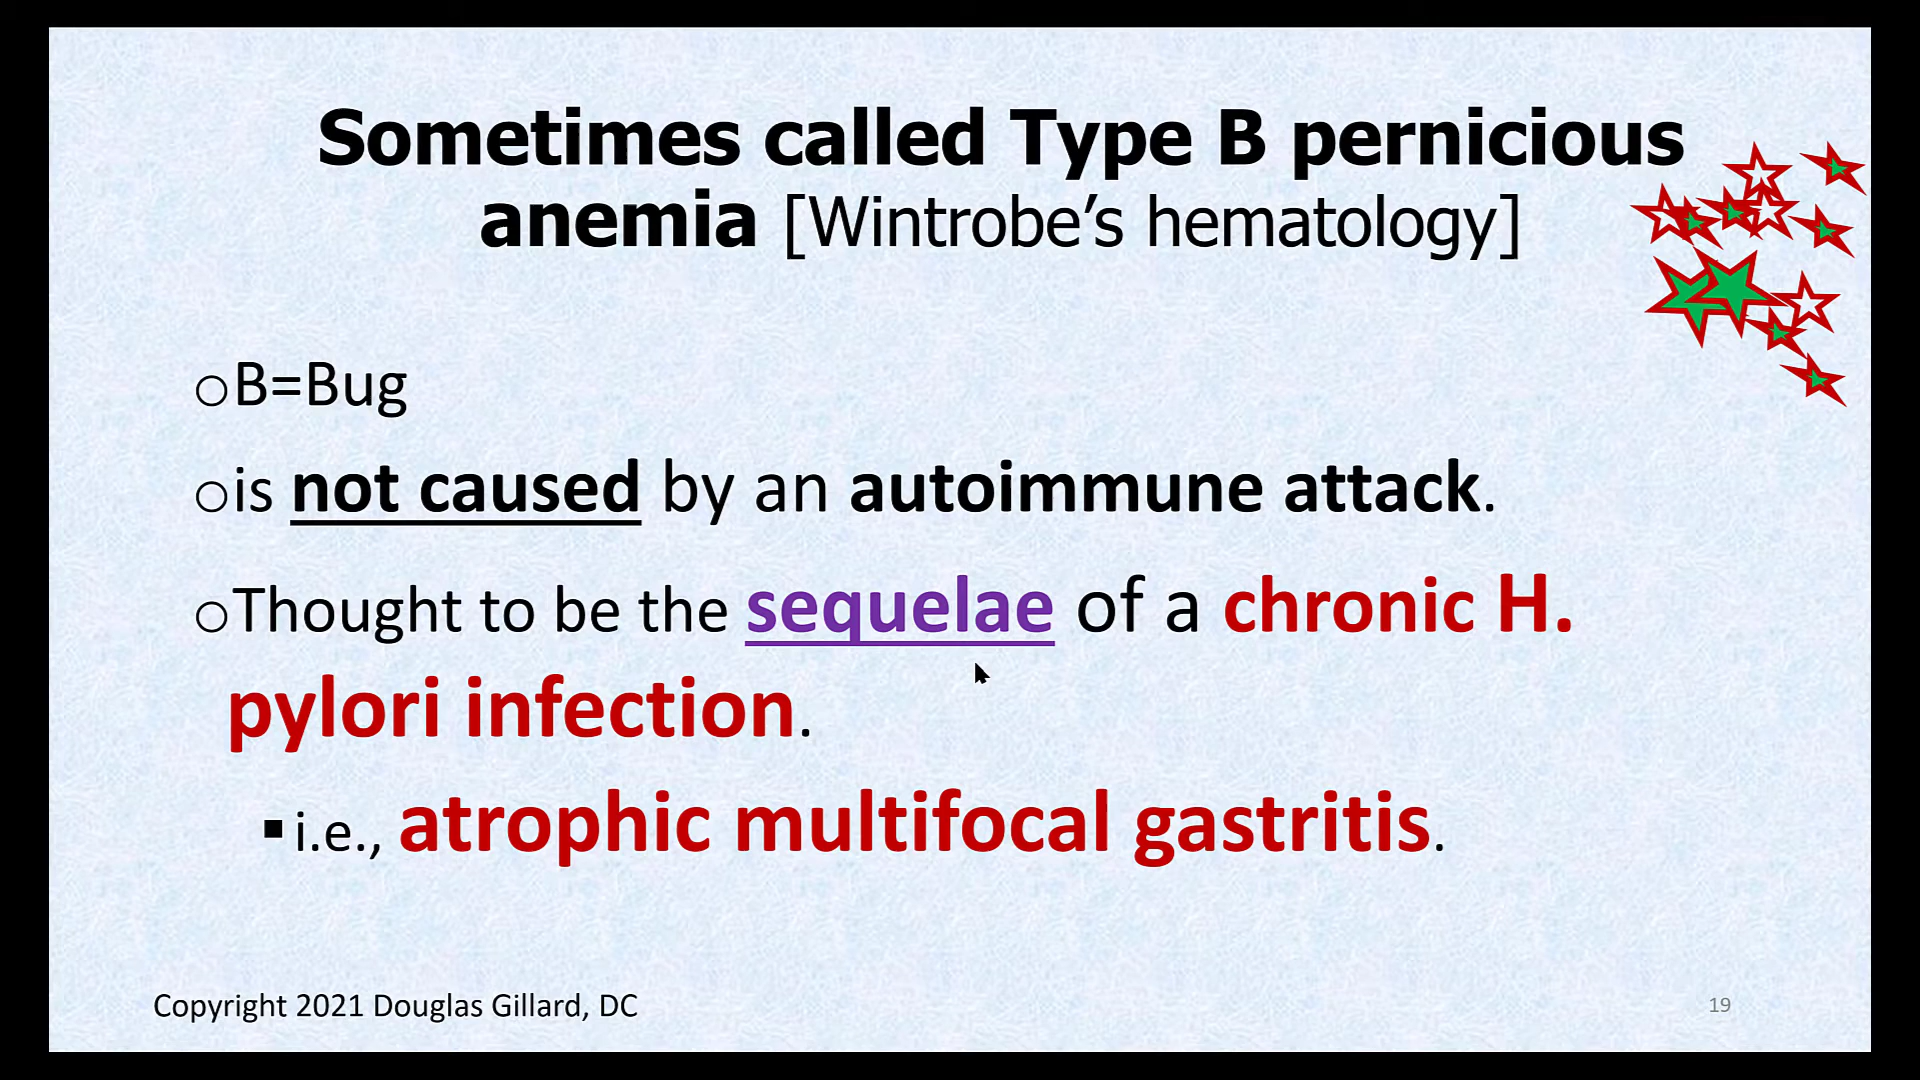 Sometimes called Type B pernicious
anemia [Wintrobe’s hematology]
oB=Bug
ois not caused by an autoimmune attack.
oThought to be the sequelae of a chronic H.
pylori infection.
▪i.e., atrophic multifocal gastritis.
Copyright 2021 Douglas Gillard, DC
19